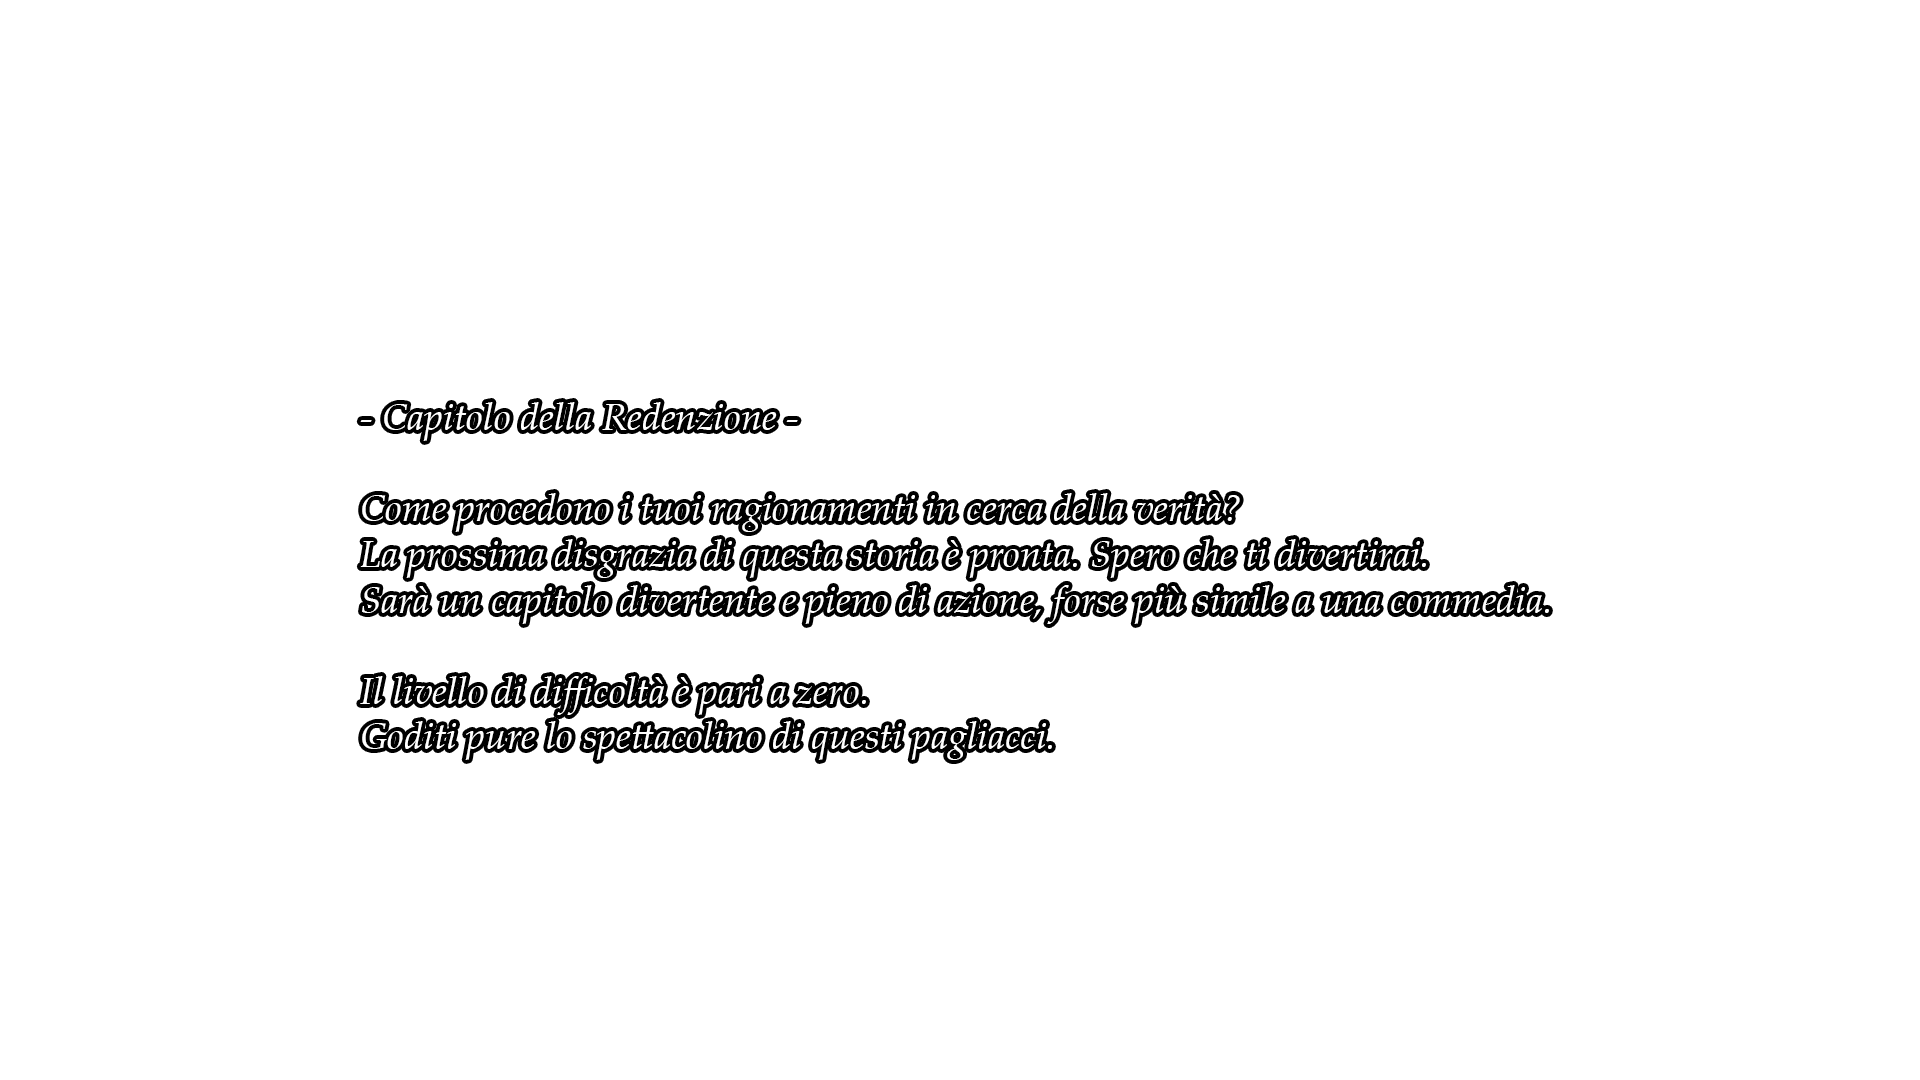 - Capitolo della Redenzione -
Come procedono i tuoi ragionamenti in cerca della verità?
La prossima disgrazia di questa storia è pronta. Spero che ti divertirai.
Sarà un capitolo divertente e pieno di azione, forse più simile a una commedia.
Il livello di difficoltà è pari a zero.
Goditi pure lo spettacolino di questi pagliacci.